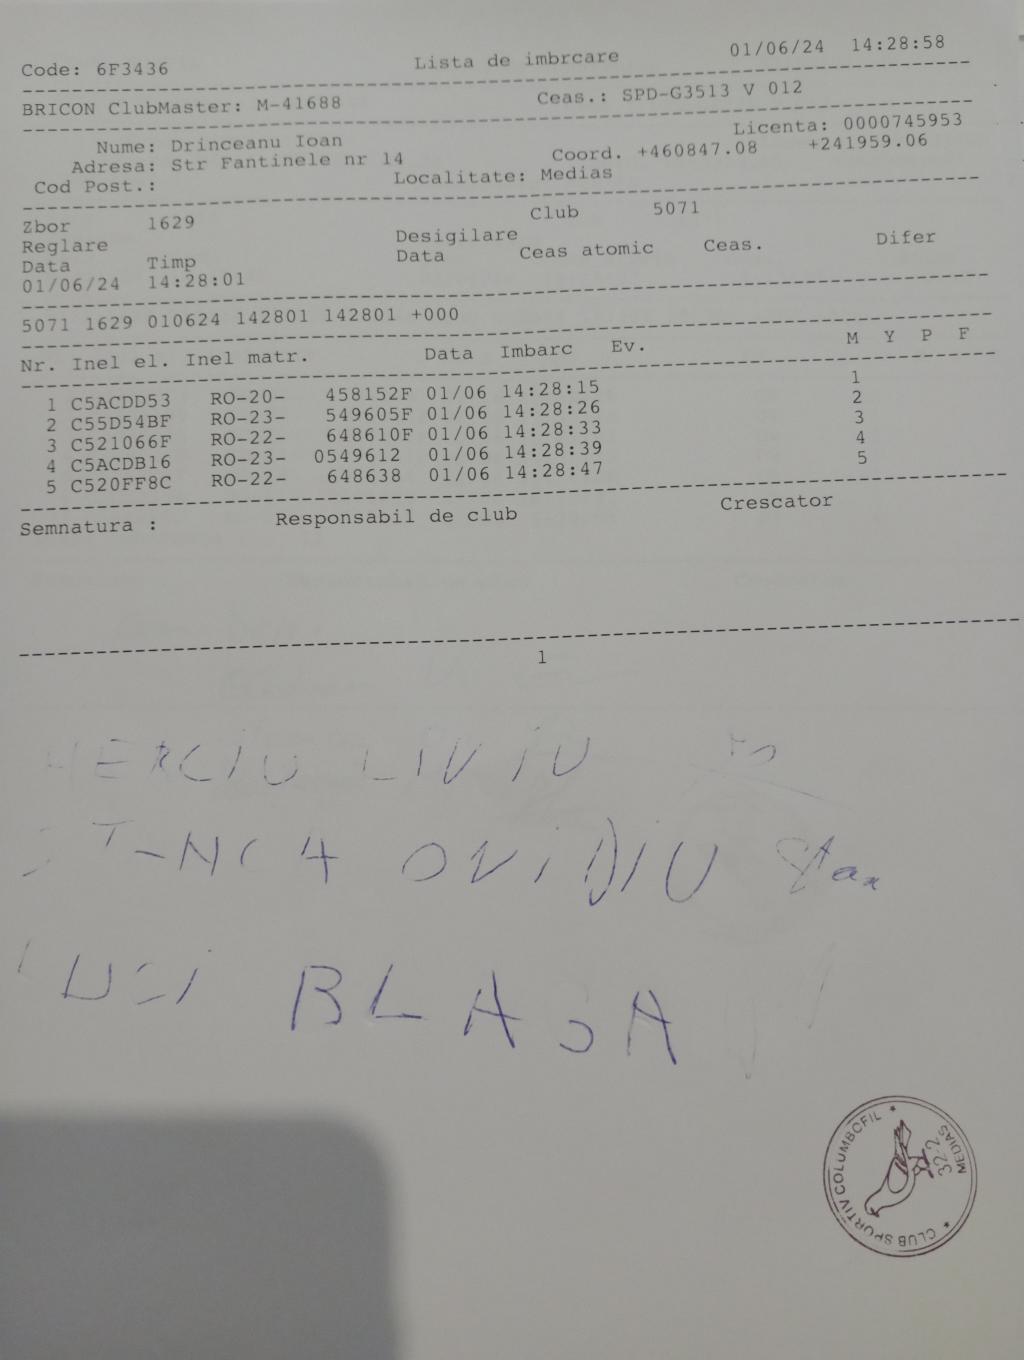 Code: 6F3436 Lista de imbrcare 01/06/24 14:28:58
BRICON ClubMaster: M-41688 Ceas.: SPD-G3513 V 012
Nume: Drinceanu Ioan Licenta: 0000745953
Adresa: Str Fantinele nr 14 Coord. +460847.08 +241959.06
Cod Post.: Localitate: Medias
Zbor 1629 Club 5071
Reglare Desigilare
Data Timp Data Ceas atomic Ceas. Difer
01/06/24 14:28:01
5071 1629 010624 142801 142801 +000
Nr. Inel el. Inel matr. Data Imbarc Ev. M Y P F
1 C5ACDD53 RO-20- 458152F 01/06 14:28:15 1
2 C55D54BF RO-23- 549605F 01/06 14:28:26 2
3 C521066F RO-22- 648610F 01/06 14:28:33 3
4 C5ACDB16 RO-23- 0549612 01/06 14:28:39 4
5 C520FF8C RO-22- 648638 01/06 14:28:47 5
Semnatura : Responsabil de club Crescator
1
LIVIU
OViDiU
CLUB SPORTIV COLUMBOFIL
MEDIAS